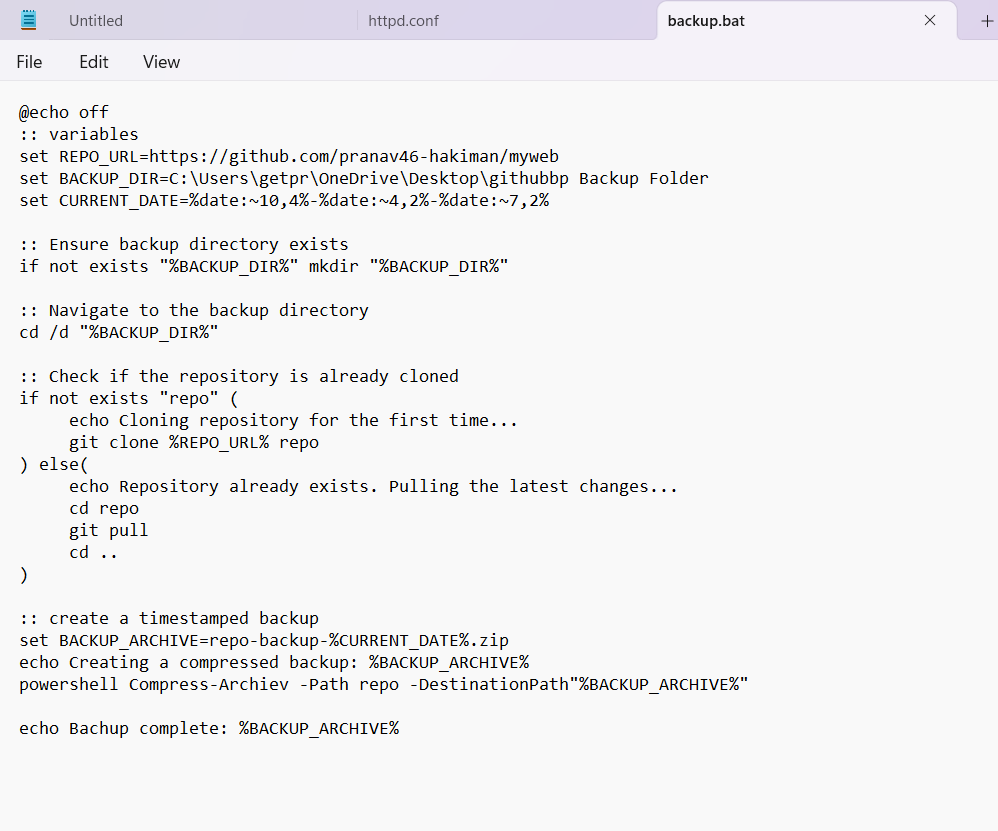 Untitled
httpd.conf
backup.bat
File Edit View
@echo off
:: variables
set REPO_URL=https://github.com/pranav46-hakiman/myweb
set BACKUP_DIR=C:\Users\getpr\OneDrive\Desktop\githubbp Backup Folder
set CURRENT_DATE=%date:~10,4%-%date:~4,2%-%date:~7,2%
:: Ensure backup directory exists
if not exists "%BACKUP_DIR%" mkdir "%BACKUP_DIR%"
:: Navigate to the backup directory
cd /d "%BACKUP_DIR%"
:: Check if the repository is already cloned
if not exists "repo" (
echo Cloning repository for the first time...
git clone %REPO_URL% repo
) else(
echo Repository already exists. Pulling the latest changes...
cd repo
git pull
cd ..
)
:: create a timestamped backup
set BACKUP_ARCHIVE=repo-backup-%CURRENT_DATE%.zip
echo Creating a compressed backup: %BACKUP_ARCHIVE%
powershell Compress-Archiev -Path repo -DestinationPath"%BACKUP_ARCHIVE%"
echo Bachup complete: %BACKUP_ARCHIVE%